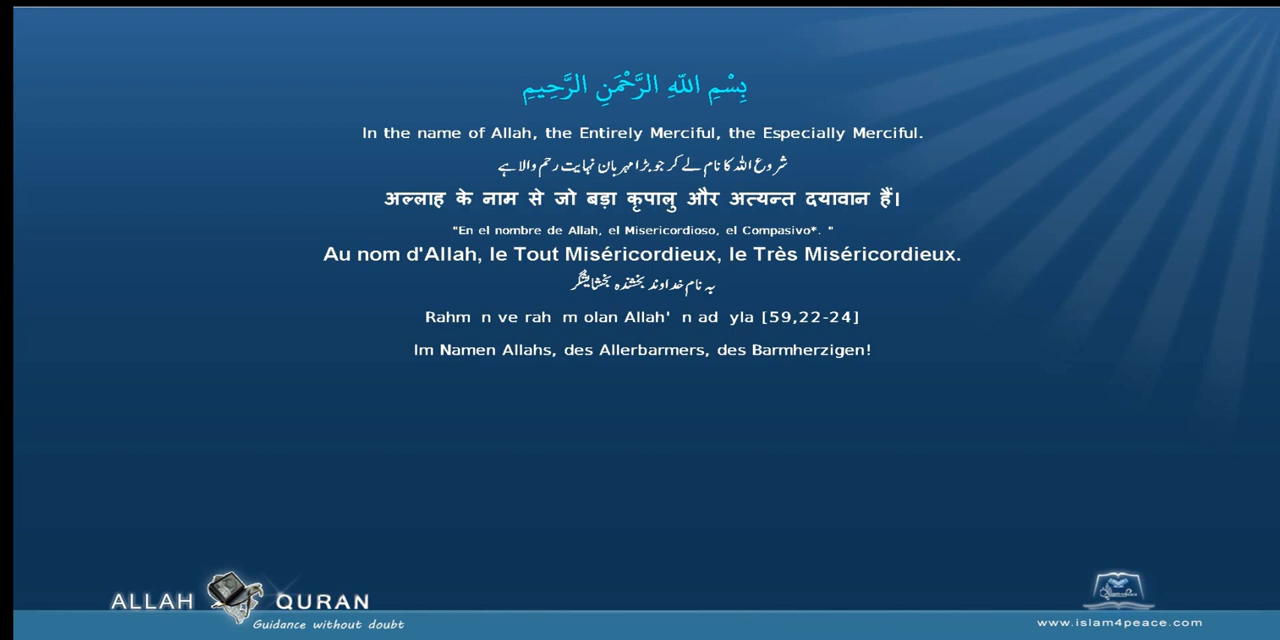 بِسْمِ اللّهِ الرَّحْمَنِ الرَّحِيمِ
In the name of Allah, the Entirely Merciful, the Especially Merciful.
شروع اللہ کا نام لے کر جو بڑا مہربان نہایت رحم والا ہے
अल्लाह के नाम से जो बड़ा कृपालु और अत्यन्त दयावान हैं।
"En el nombre de Allah, el Misericordioso, el Compasivo*. "
Au nom d'Allah, le Tout Miséricordieux, le Très Miséricordieux.
به نام خداوند بخشنده بخشایشگر
Rahm n ve rah m olan Allah' n ad yla [59,22-24]
Im Namen Allahs, des Allerbarmers, des Barmherzigen!
ALLAH QURAN
Guidance without doubt
www.islam4peace.com